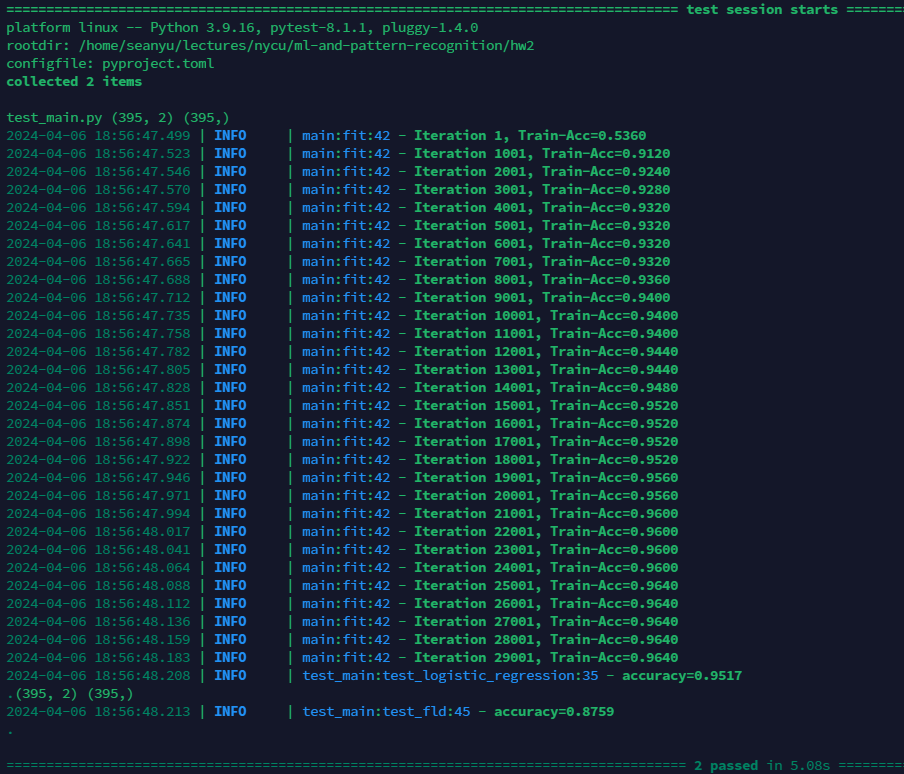 ==================================================================================== test session starts =======
platform linux -- Python 3.9.16, pytest-8.1.1, pluggy-1.4.0
rootdir: /home/seanyu/lectures/nycu/ml-and-pattern-recognition/hw2
configfile: pyproject.toml
collected 2 items
test_main.py (395, 2) (395,)
2024-04-06 18:56:47.499 | INFO     | main:fit:42 - Iteration 1, Train-Acc=0.5360
2024-04-06 18:56:47.523 | INFO     | main:fit:42 - Iteration 1001, Train-Acc=0.9120
2024-04-06 18:56:47.546 | INFO     | main:fit:42 - Iteration 2001, Train-Acc=0.9240
2024-04-06 18:56:47.570 | INFO     | main:fit:42 - Iteration 3001, Train-Acc=0.9280
2024-04-06 18:56:47.594 | INFO     | main:fit:42 - Iteration 4001, Train-Acc=0.9320
2024-04-06 18:56:47.617 | INFO     | main:fit:42 - Iteration 5001, Train-Acc=0.9320
2024-04-06 18:56:47.641 | INFO     | main:fit:42 - Iteration 6001, Train-Acc=0.9320
2024-04-06 18:56:47.665 | INFO     | main:fit:42 - Iteration 7001, Train-Acc=0.9320
2024-04-06 18:56:47.688 | INFO     | main:fit:42 - Iteration 8001, Train-Acc=0.9360
2024-04-06 18:56:47.712 | INFO     | main:fit:42 - Iteration 9001, Train-Acc=0.9400
2024-04-06 18:56:47.735 | INFO     | main:fit:42 - Iteration 10001, Train-Acc=0.9400
2024-04-06 18:56:47.758 | INFO     | main:fit:42 - Iteration 11001, Train-Acc=0.9400
2024-04-06 18:56:47.782 | INFO     | main:fit:42 - Iteration 12001, Train-Acc=0.9440
2024-04-06 18:56:47.805 | INFO     | main:fit:42 - Iteration 13001, Train-Acc=0.9440
2024-04-06 18:56:47.828 | INFO     | main:fit:42 - Iteration 14001, Train-Acc=0.9480
2024-04-06 18:56:47.851 | INFO     | main:fit:42 - Iteration 15001, Train-Acc=0.9520
2024-04-06 18:56:47.874 | INFO     | main:fit:42 - Iteration 16001, Train-Acc=0.9520
2024-04-06 18:56:47.898 | INFO     | main:fit:42 - Iteration 17001, Train-Acc=0.9520
2024-04-06 18:56:47.922 | INFO     | main:fit:42 - Iteration 18001, Train-Acc=0.9520
2024-04-06 18:56:47.946 | INFO     | main:fit:42 - Iteration 19001, Train-Acc=0.9560
2024-04-06 18:56:47.971 | INFO     | main:fit:42 - Iteration 20001, Train-Acc=0.9560
2024-04-06 18:56:47.994 | INFO     | main:fit:42 - Iteration 21001, Train-Acc=0.9600
2024-04-06 18:56:48.017 | INFO     | main:fit:42 - Iteration 22001, Train-Acc=0.9600
2024-04-06 18:56:48.041 | INFO     | main:fit:42 - Iteration 23001, Train-Acc=0.9600
2024-04-06 18:56:48.064 | INFO     | main:fit:42 - Iteration 24001, Train-Acc=0.9600
2024-04-06 18:56:48.088 | INFO     | main:fit:42 - Iteration 25001, Train-Acc=0.9640
2024-04-06 18:56:48.112 | INFO     | main:fit:42 - Iteration 26001, Train-Acc=0.9640
2024-04-06 18:56:48.136 | INFO     | main:fit:42 - Iteration 27001, Train-Acc=0.9640
2024-04-06 18:56:48.159 | INFO     | main:fit:42 - Iteration 28001, Train-Acc=0.9640
2024-04-06 18:56:48.183 | INFO     | main:fit:42 - Iteration 29001, Train-Acc=0.9640
2024-04-06 18:56:48.208 | INFO     | test_main:test_logistic_regression:35 - accuracy=0.9517
.(395, 2) (395,)
2024-04-06 18:56:48.213 | INFO     | test_main:test_fld:45 - accuracy=0.8759
.
===================================================================================== 2 passed in 5.08s ========